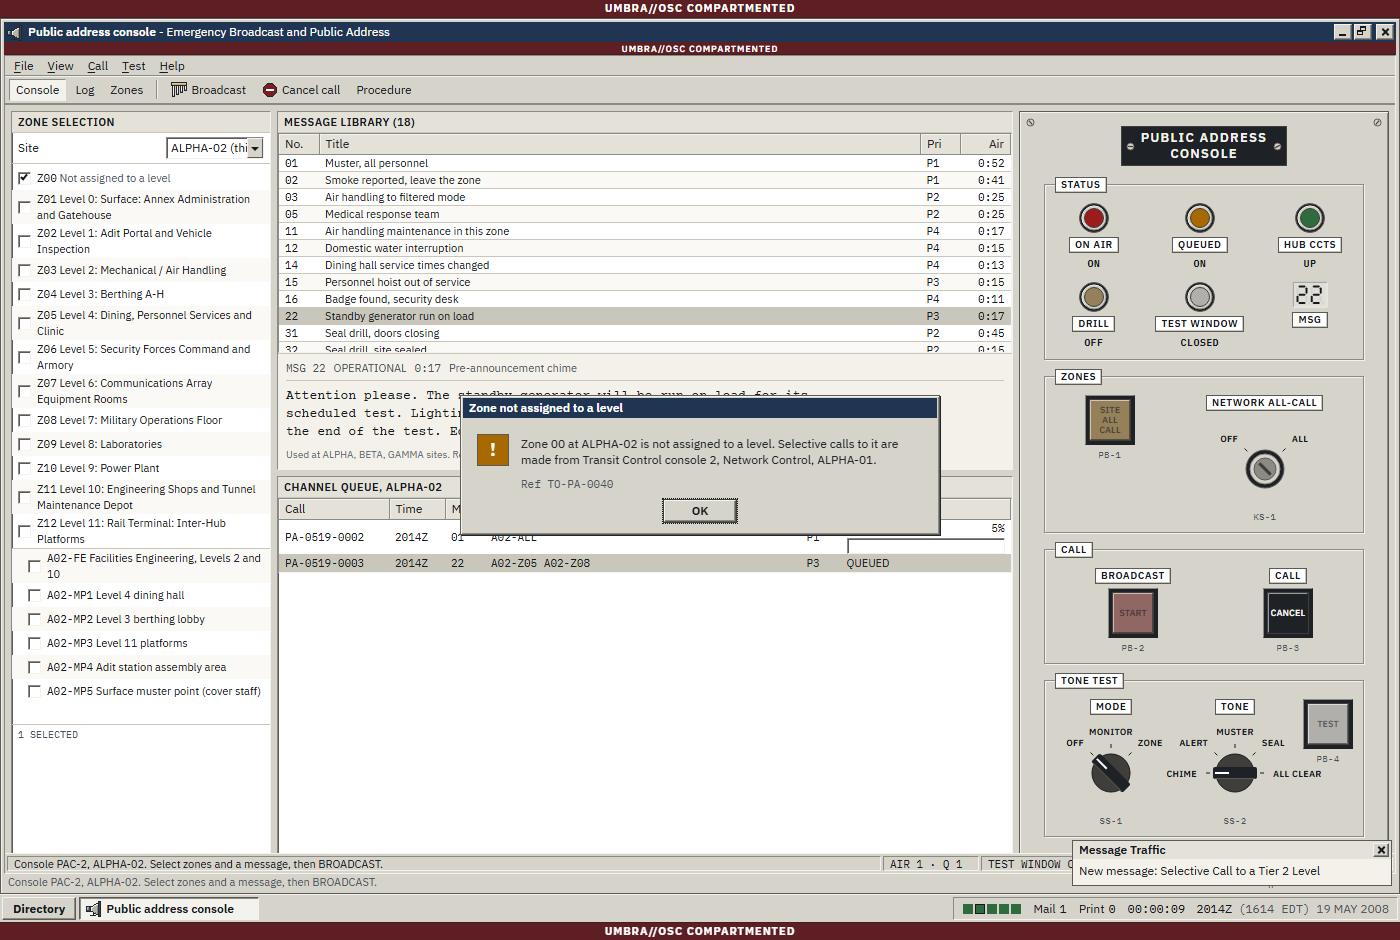 UMBRA//OSC COMPARTMENTED
Public address console - Emergency Broadcast and Public Address
UMBRA//OSC COMPARTMENTED
File View Call Test Help
Console Log Zones Broadcast Cancel call Procedure
ZONE SELECTION
Site ALPHA-02 (thi
Z00 Not assigned to a level
Z01 Level 0: Surface: Annex Administration
and Gatehouse
Z02 Level 1: Adit Portal and Vehicle
Inspection
Z03 Level 2: Mechanical / Air Handling
Z04 Level 3: Berthing A-H
Z05 Level 4: Dining, Personnel Services and
Clinic
Z06 Level 5: Security Forces Command and
Armory
Z07 Level 6: Communications Array
Equipment Rooms
Z08 Level 7: Military Operations Floor
Z09 Level 8: Laboratories
Z10 Level 9: Power Plant
Z11 Level 10: Engineering Shops and Tunnel
Maintenance Depot
Z12 Level 11: Rail Terminal: Inter-Hub
Platforms
A02-FE Facilities Engineering, Levels 2 and
10
A02-MP1 Level 4 dining hall
A02-MP2 Level 3 berthing lobby
A02-MP3 Level 11 platforms
A02-MP4 Adit station assembly area
A02-MP5 Surface muster point (cover staff)
1 SELECTED
MESSAGE LIBRARY (18)
No. Title Pri Air
01 Muster, all personnel P1 0:52
02 Smoke reported, leave the zone P1 0:41
03 Air handling to filtered mode P2 0:25
05 Medical response team P2 0:25
11 Air handling maintenance in this zone P4 0:17
12 Domestic water interruption P4 0:15
14 Dining hall service times changed P4 0:13
15 Personnel hoist out of service P3 0:15
16 Badge found, security desk P4 0:11
22 Standby generator run on load P3 0:17
31 Seal drill, doors closing P2 0:45
32 Seal drill, site sealed P2 0:15
MSG 22 OPERATIONAL 0:17 Pre-announcement chime
Attention please. The standby generator will be run on load for its
scheduled test. Lightin
the end of the test. Eq
Used at ALPHA, BETA, GAMMA sites. R
CHANNEL QUEUE, ALPHA-02
Call Time M
PA-0519-0002 2014Z 01 A02-ALL P1 5%
PA-0519-0003 2014Z 22 A02-Z05 A02-Z08 P3 QUEUED
Zone not assigned to a level
! Zone 00 at ALPHA-02 is not assigned to a level. Selective calls to it are
made from Transit Control console 2, Network Control, ALPHA-01.
Ref TO-PA-0040
OK
PUBLIC ADDRESS
CONSOLE
STATUS
ON AIR QUEUED HUB CCTS
ON ON UP
22
DRILL TEST WINDOW MSG
OFF CLOSED
ZONES
SITE
ALL
CALL
PB-1
NETWORK ALL-CALL
OFF ALL
KS-1
CALL
BROADCAST CALL
START CANCEL
PB-2 PB-3
TONE TEST
MODE TONE
TEST
MONITOR MUSTER
OFF ZONE ALERT SEAL
PB-4
CHIME ALL CLEAR
SS-1 SS-2
Console PAC-2, ALPHA-02. Select zones and a message, then BROADCAST. AIR 1 · Q 1 TEST WINDOW C
Console PAC-2, ALPHA-02. Select zones and a message, then BROADCAST.
Message Traffic
New message: Selective Call to a Tier 2 Level
Directory Public address console Mail 1 Print 0 00:00:09 2014Z (1614 EDT) 19 MAY 2008
UMBRA//OSC COMPARTMENTED